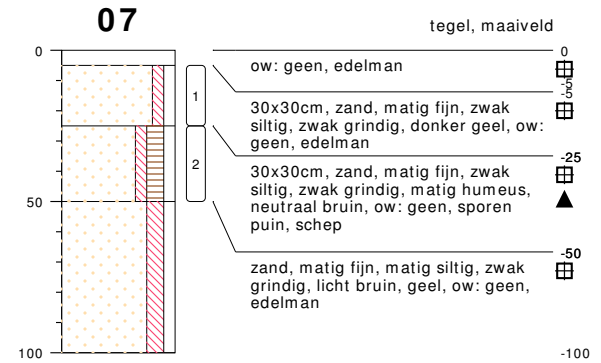 07
tegel, maaiveld
0
0
ow: geen, edelman
-5
-5
1
30x30cm, zand, matig fijn, zwak
siltig, zwak grindig, donker geel, ow:
geen, edelman
-25
2
30x30cm, zand, matig fijn, zwak
siltig, zwak grindig, matig humeus,
neutraal bruin, ow: geen, sporen
puin, schep
50
-50
zand, matig fijn, matig siltig, zwak
grindig, licht bruin, geel, ow: geen,
edelman
100
-100